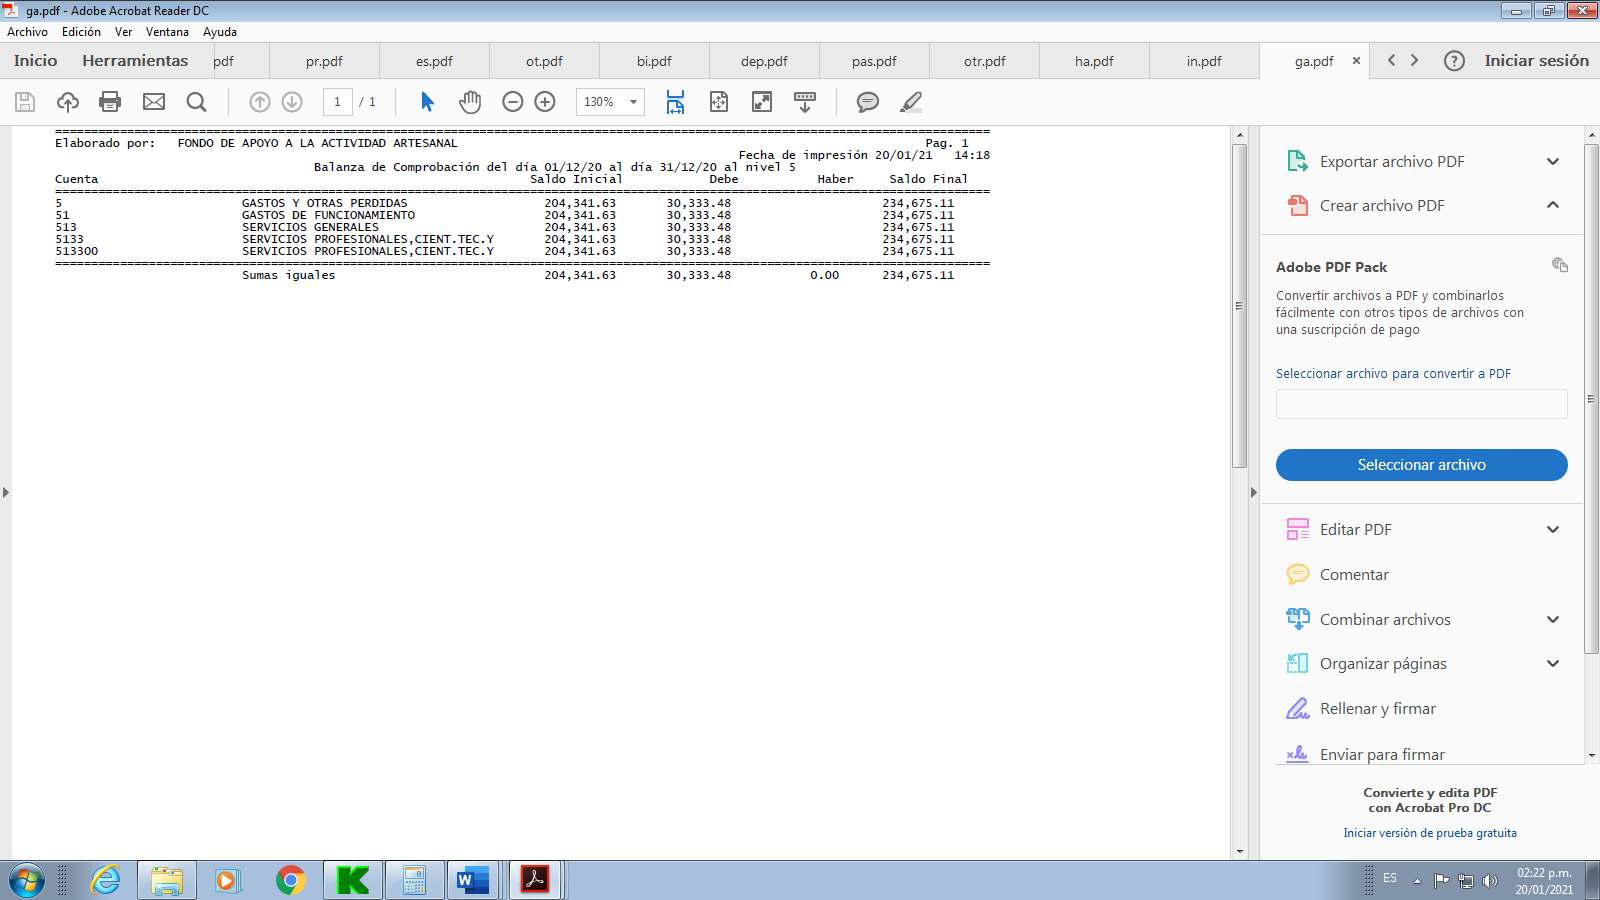 ga.pdf - Adobe Acrobat Reader DC
Archivo Edición Ver Ventana Ayuda
Inicio Herramientas pdf pr.pdf es.pdf ot.pdf bi.pdf dep.pdf pas.pdf otr.pdf ha.pdf in.pdf ga.pdf × ? Iniciar sesión
1 / 1 130%
Elaborado por: FONDO DE APOYO A LA ACTIVIDAD ARTESANAL Pag. 1
Fecha de impresión 20/01/21 14:18
Balanza de Comprobación del día 01/12/20 al día 31/12/20 al nivel 5
Cuenta Saldo Inicial Debe Haber Saldo Final
5 GASTOS Y OTRAS PERDIDAS 204,341.63 30,333.48 234,675.11
51 GASTOS DE FUNCIONAMIENTO 204,341.63 30,333.48 234,675.11
513 SERVICIOS GENERALES 204,341.63 30,333.48 234,675.11
5133 SERVICIOS PROFESIONALES,CIENT.TEC.Y 204,341.63 30,333.48 234,675.11
513300 SERVICIOS PROFESIONALES,CIENT.TEC.Y 204,341.63 30,333.48 234,675.11
Sumas iguales 204,341.63 30,333.48 0.00 234,675.11
Exportar archivo PDF
Crear archivo PDF
Adobe PDF Pack
Convertir archivos a PDF y combinarlos
fácilmente con otros tipos de archivos con
una suscripción de pago
Seleccionar archivo para convertir a PDF
Seleccionar archivo
Editar PDF
Comentar
Combinar archivos
Organizar páginas
Rellenar y firmar
Enviar para firmar
Convierte y edita PDF
con Acrobat Pro DC
Iniciar versión de prueba gratuita
ES
02:22 p.m.
20/01/2021